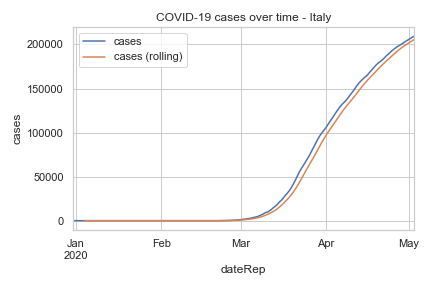 COVID-19 cases over time - Italy
cases
cases (rolling)
cases
200000
150000
100000
50000
0
Jan
2020
Feb
Mar
Apr
May
dateRep